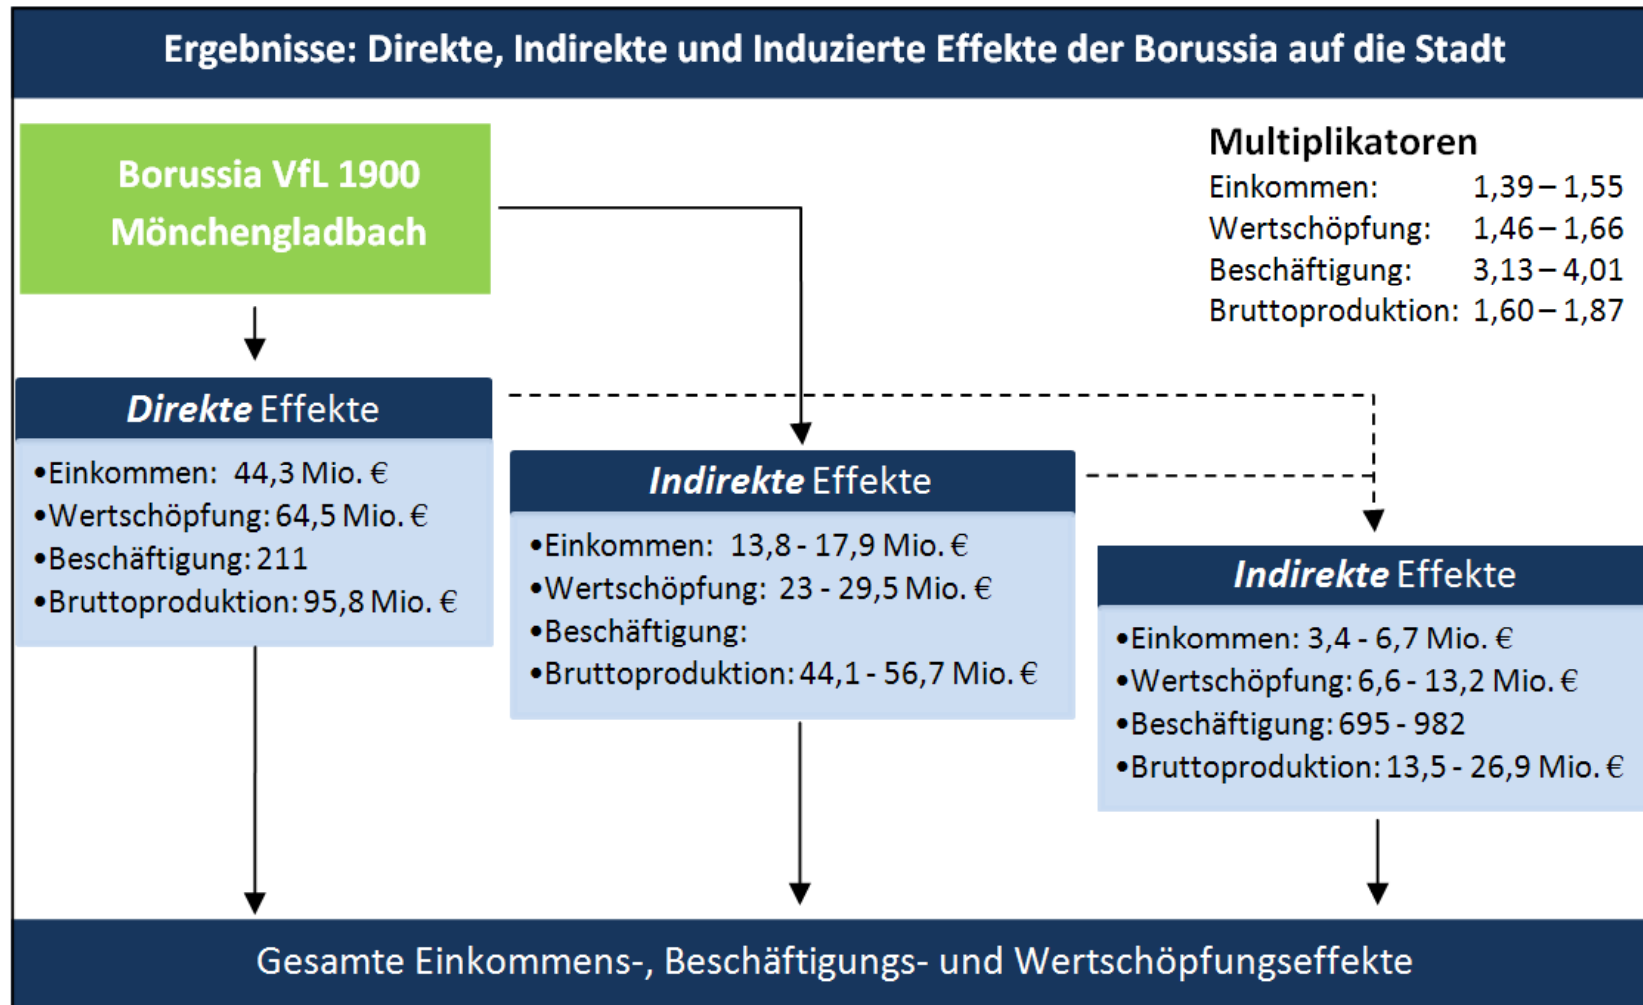 Ergebnisse: Direkte, Indirekte und Induzierte Effekte der Borussia auf die Stadt
Borussia VfL 1900
Mönchengladbach
Multiplikatoren
Einkommen: 1,39 – 1,55
Wertschöpfung: 1,46 – 1,66
Beschäftigung: 3,13 – 4,01
Bruttoproduktion: 1,60 – 1,87
Direkte Effekte
•Einkommen: 44,3 Mio. €
•Wertschöpfung: 64,5 Mio. €
•Beschäftigung: 211
•Bruttoproduktion: 95,8 Mio. €
Indirekte Effekte
•Einkommen: 13,8 - 17,9 Mio. €
•Wertschöpfung: 23 - 29,5 Mio. €
•Beschäftigung:
•Bruttoproduktion: 44,1 - 56,7 Mio. €
Indirekte Effekte
•Einkommen: 3,4 - 6,7 Mio. €
•Wertschöpfung: 6,6 - 13,2 Mio. €
•Beschäftigung: 695 - 982
•Bruttoproduktion: 13,5 - 26,9 Mio. €
Gesamte Einkommens-, Beschäftigungs- und Wertschöpfungseffekte